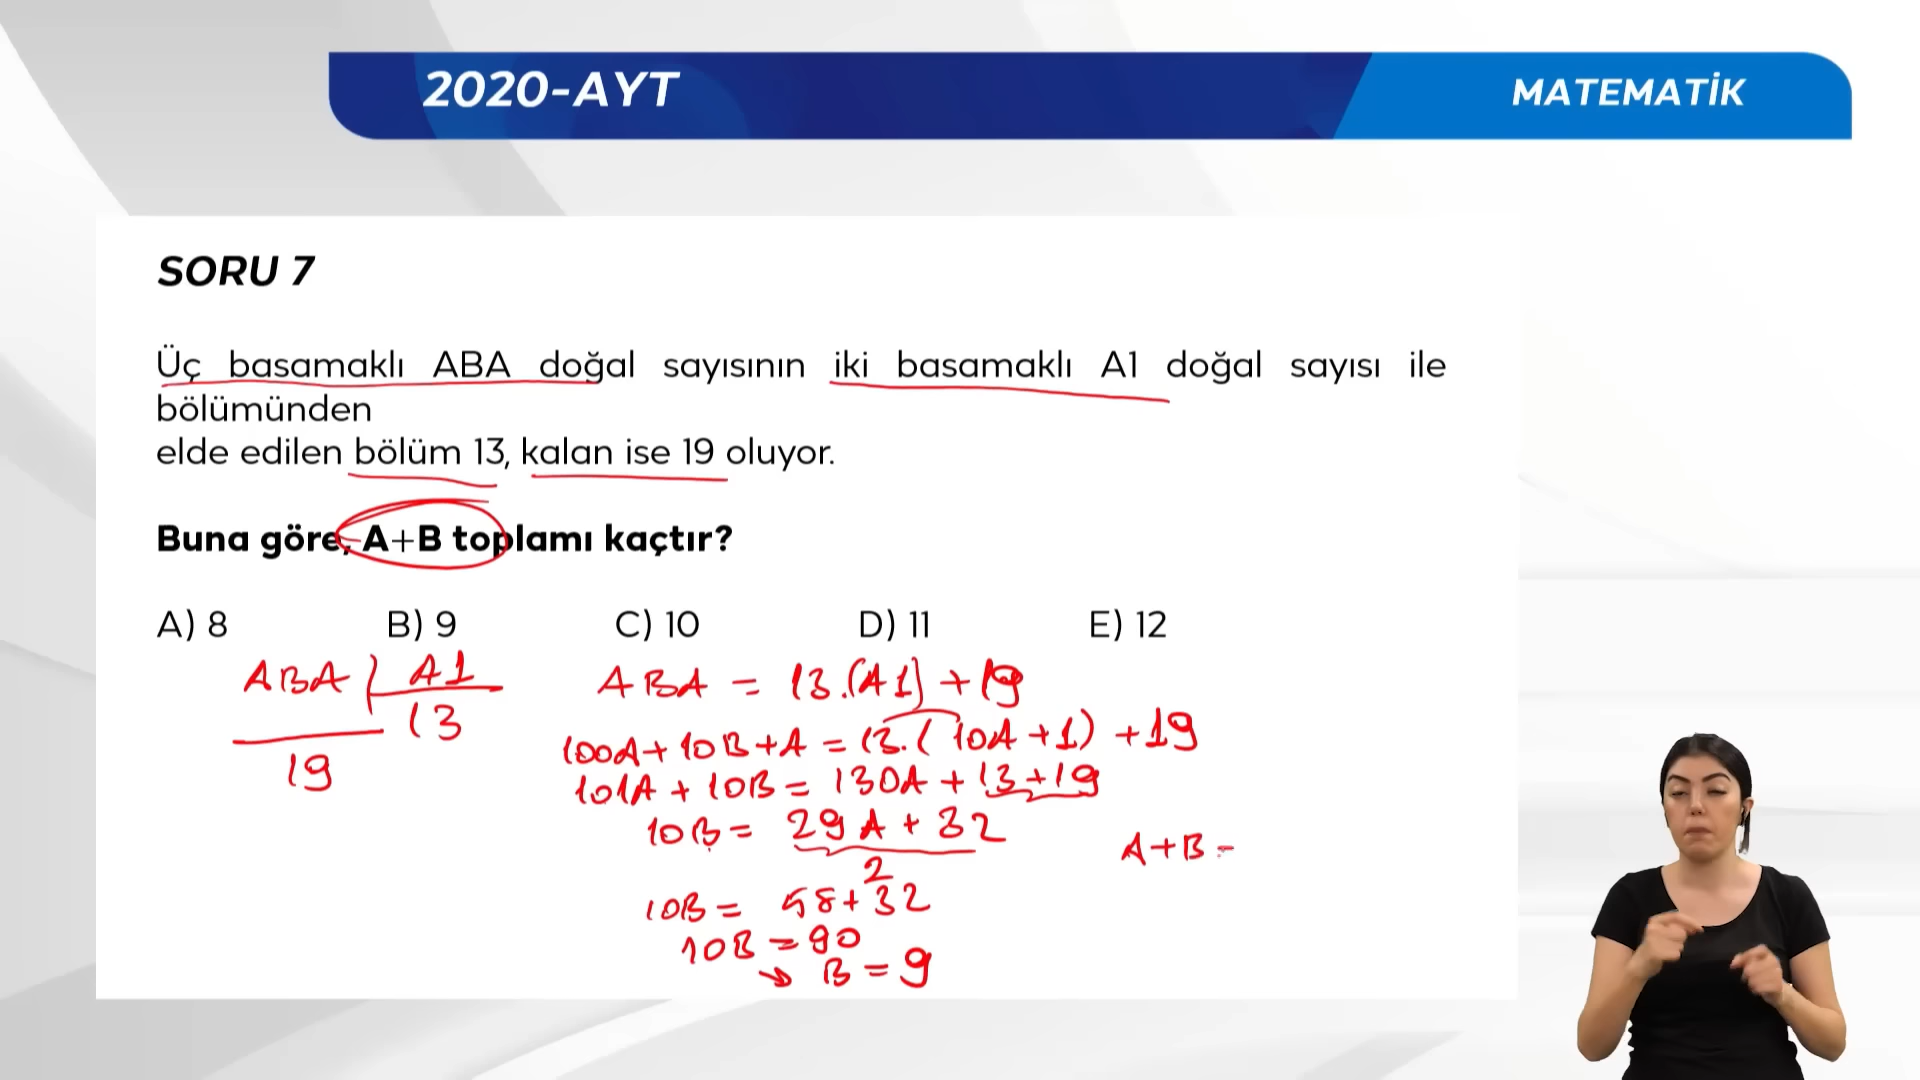 2020-AYT
MATEMATİK
SORU 7
Üç basamaklı ABA doğal sayısının iki basamaklı A1 doğal sayısı ile
bölümünden
elde edilen bölüm 13, kalan ise 19 oluyor.
Buna göre, A+B toplamı kaçtır?
A) 8 B) 9 C) 10 D) 11 E) 12
ABA A1
13
19
ABA = 13.(A1) + 19
100A + 10B + A = 13.(10A + 1) + 19
101A + 10B = 130A + 13 + 19
10B = 29A + 32
2
10B = 58 + 32
10B = 90
→ B = 9
A + B =